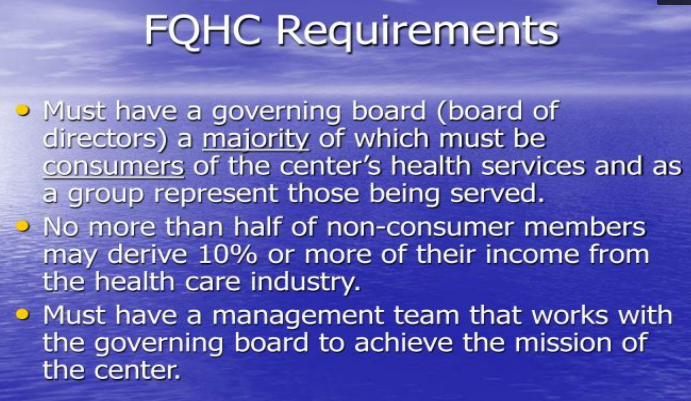 FQHC Requirements
Must have a governing board (board of
directors) a majority of which must be
consumers of the center's health services and as
a group represent those being served.
No more than half of non-consumer members
may derive 10% or more of their income from
the health care industry.
Must have a management team that works with
the governing board to achieve the mission of
the center.